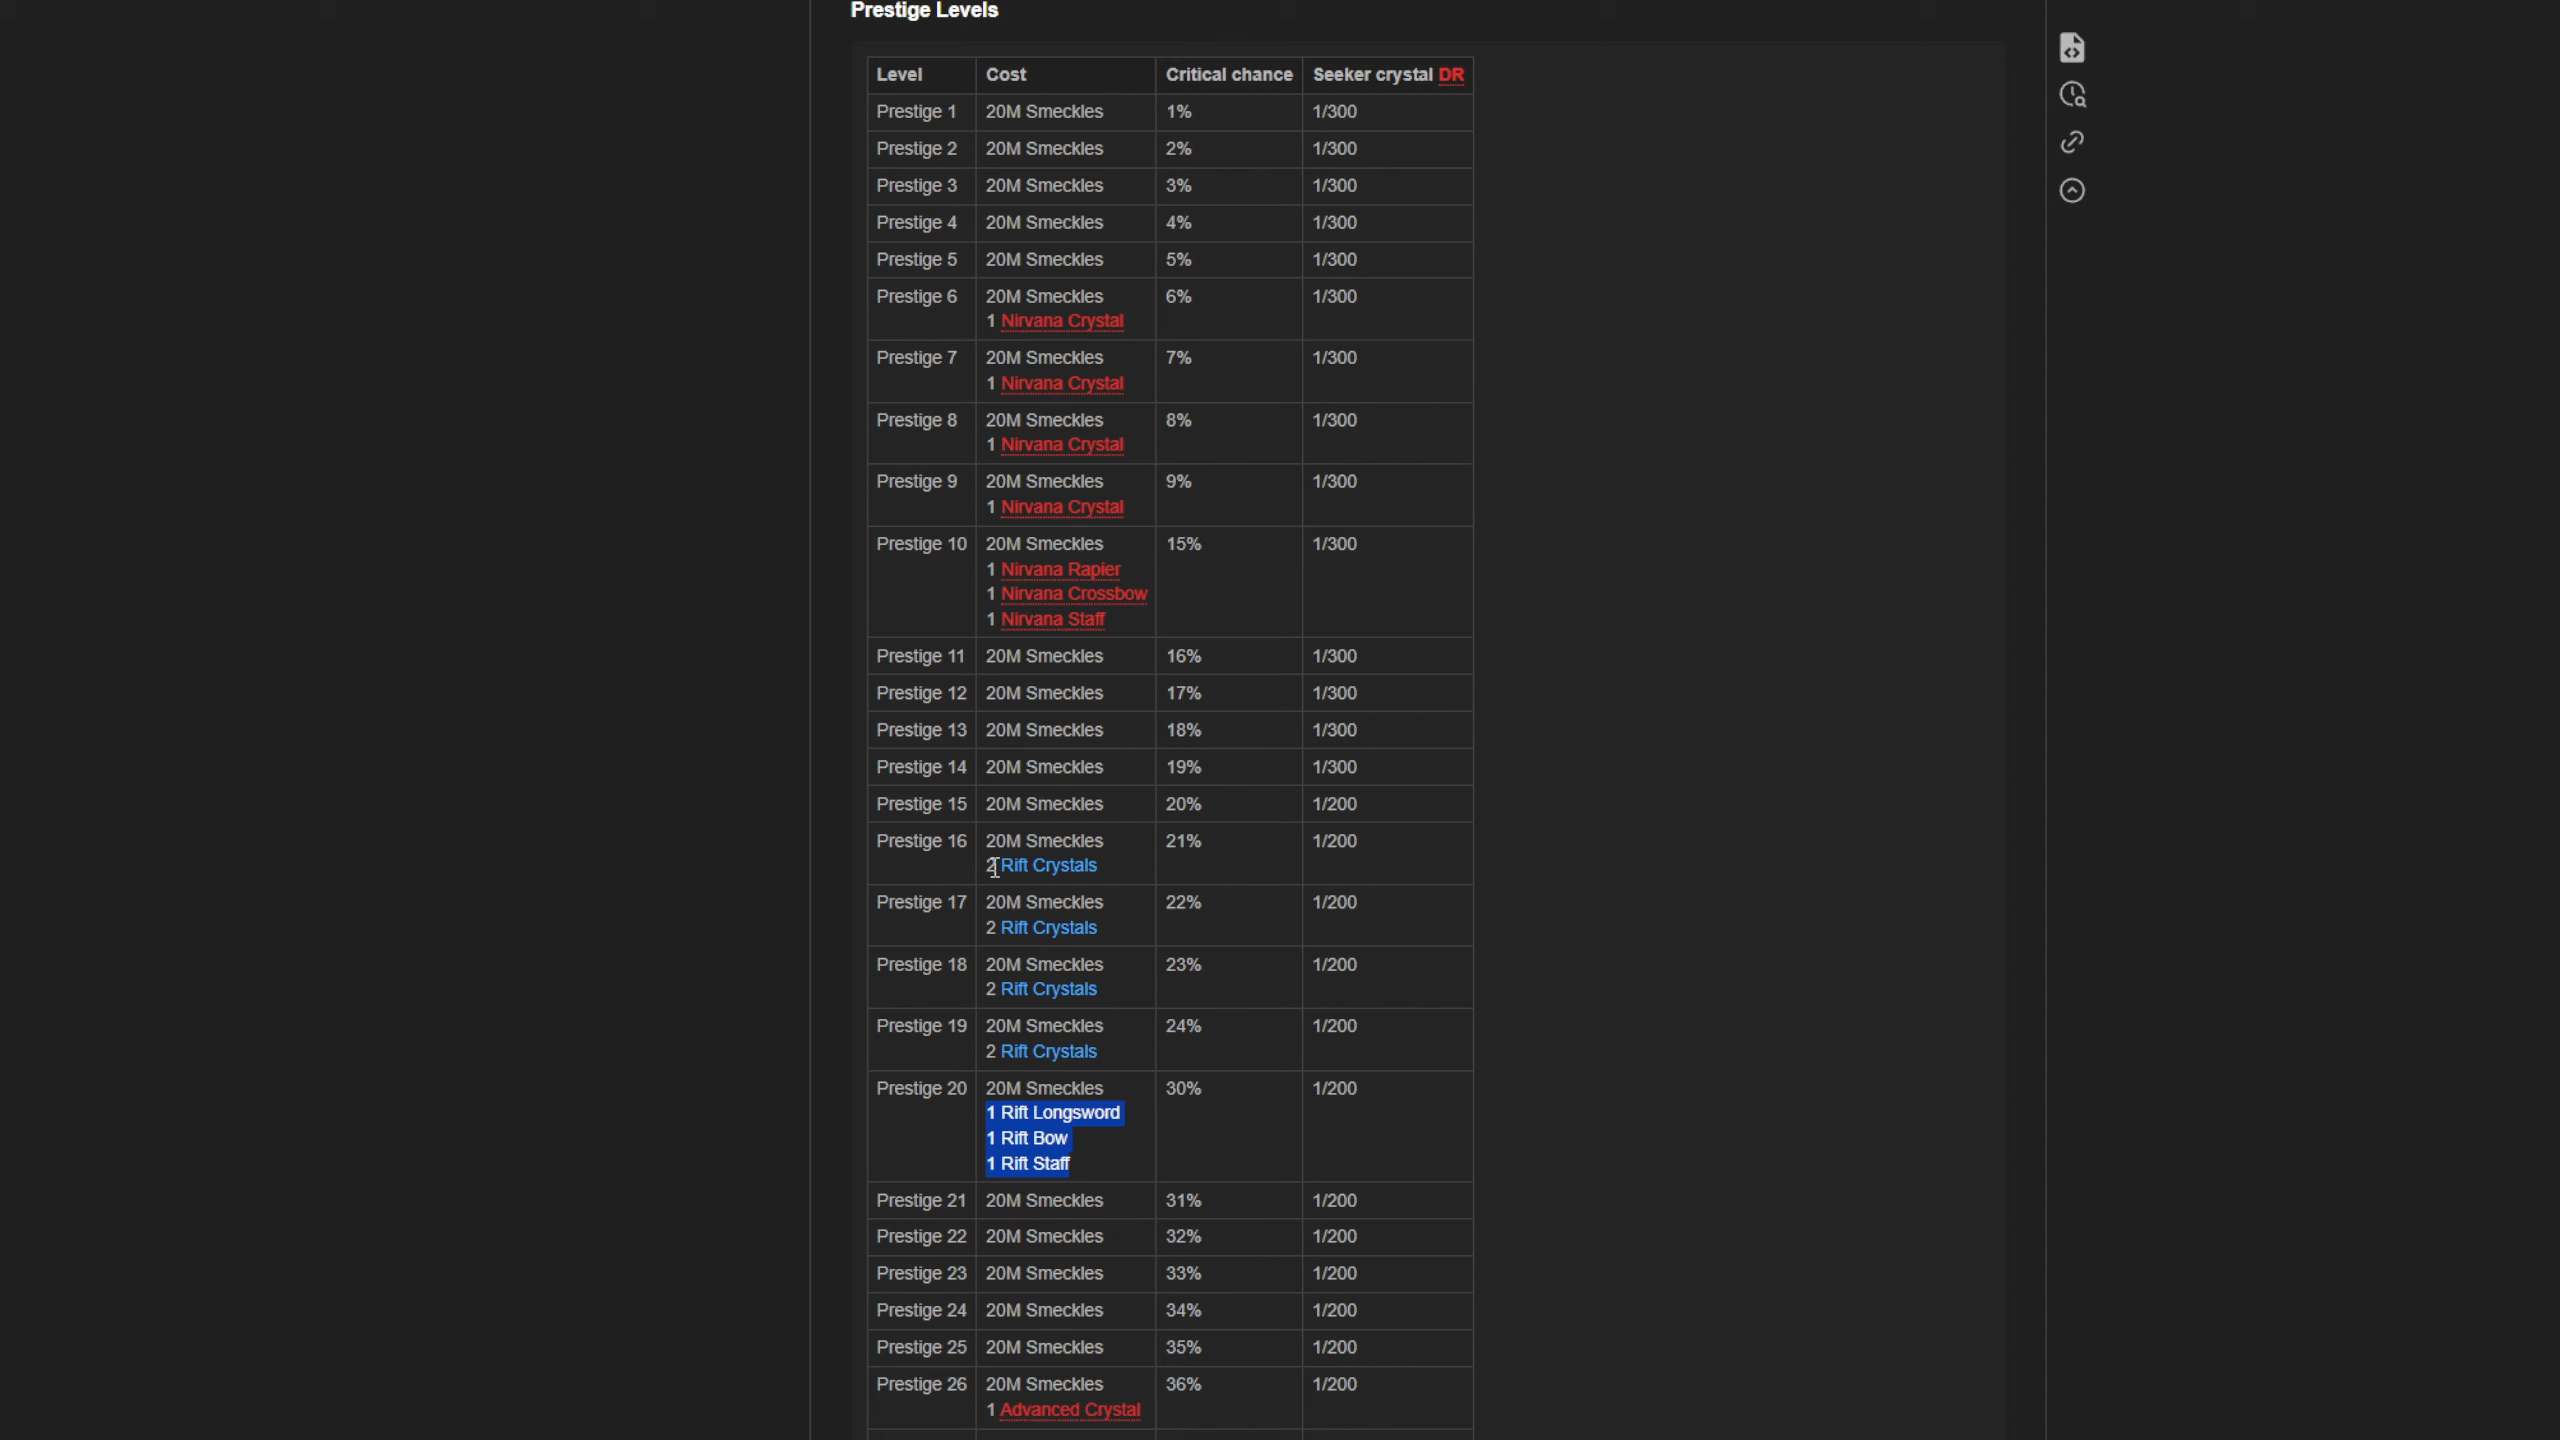 Prestige Levels
Level Cost Critical chance Seeker crystal DR
Prestige 1 20M Smeckles 1% 1/300
Prestige 2 20M Smeckles 2% 1/300
Prestige 3 20M Smeckles 3% 1/300
Prestige 4 20M Smeckles 4% 1/300
Prestige 5 20M Smeckles 5% 1/300
Prestige 6 20M Smeckles 6% 1/300
1 Nirvana Crystal
Prestige 7 20M Smeckles 7% 1/300
1 Nirvana Crystal
Prestige 8 20M Smeckles 8% 1/300
1 Nirvana Crystal
Prestige 9 20M Smeckles 9% 1/300
1 Nirvana Crystal
Prestige 10 20M Smeckles 15% 1/300
1 Nirvana Rapier
1 Nirvana Crossbow
1 Nirvana Staff
Prestige 11 20M Smeckles 16% 1/300
Prestige 12 20M Smeckles 17% 1/300
Prestige 13 20M Smeckles 18% 1/300
Prestige 14 20M Smeckles 19% 1/300
Prestige 15 20M Smeckles 20% 1/200
Prestige 16 20M Smeckles 21% 1/200
2 Rift Crystals
Prestige 17 20M Smeckles 22% 1/200
2 Rift Crystals
Prestige 18 20M Smeckles 23% 1/200
2 Rift Crystals
Prestige 19 20M Smeckles 24% 1/200
2 Rift Crystals
Prestige 20 20M Smeckles 30% 1/200
1 Rift Longsword
1 Rift Bow
1 Rift Staff
Prestige 21 20M Smeckles 31% 1/200
Prestige 22 20M Smeckles 32% 1/200
Prestige 23 20M Smeckles 33% 1/200
Prestige 24 20M Smeckles 34% 1/200
Prestige 25 20M Smeckles 35% 1/200
Prestige 26 20M Smeckles 36% 1/200
1 Advanced Crystal